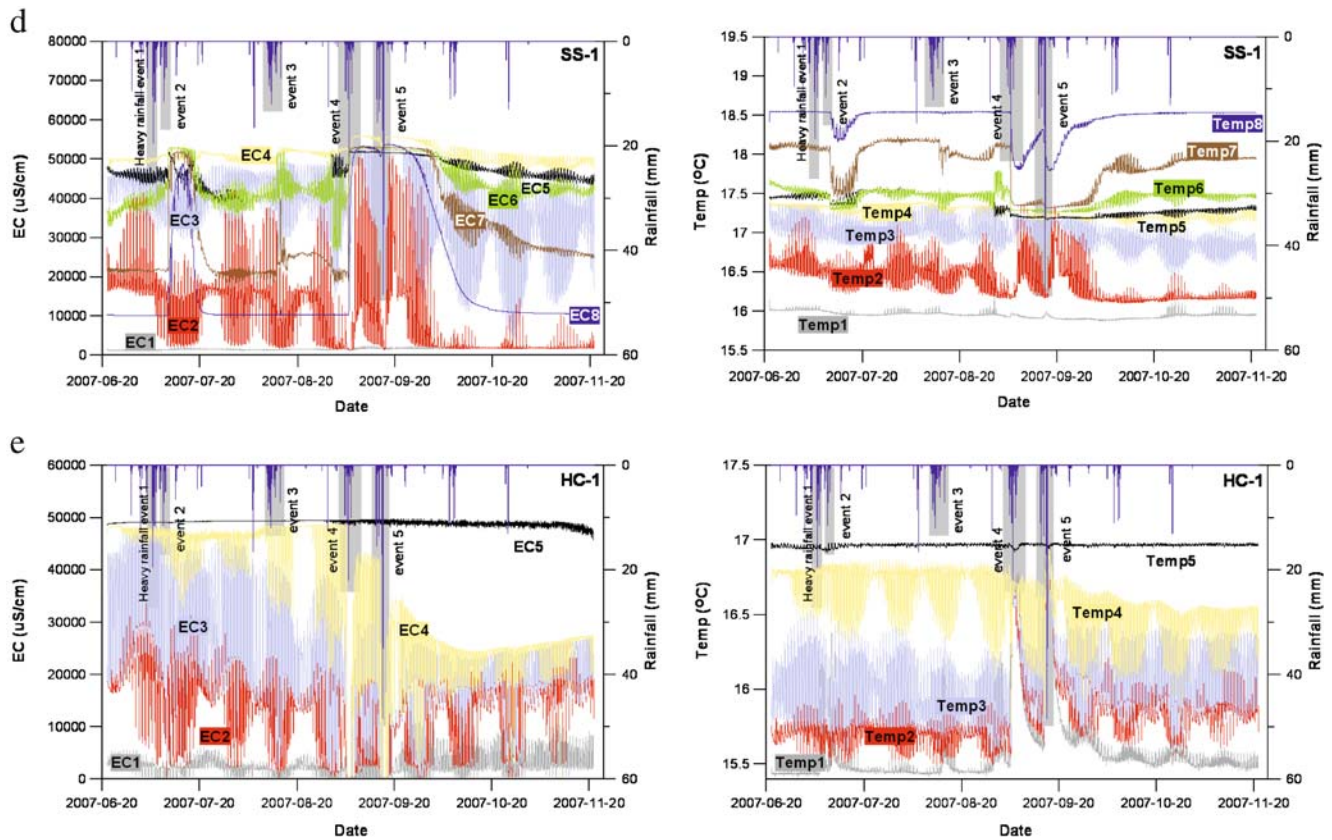 d
SS-1
80000
70000
60000
50000
40000
30000
20000
10000
0
EC (uS/cm)
0
20
40
60
Rainfall (mm)
Heavy rainfall event 1
event 2
event 3
event 4
event 5
EC4
EC5
EC6
EC3
EC7
EC2
EC8
EC1
2007-06-20 2007-07-20 2007-08-20 2007-09-20 2007-10-20 2007-11-20
Date
SS-1
19.5
19
18.5
18
17.5
17
16.5
16
15.5
Temp (°C)
0
20
40
60
Rainfall (mm)
Heavy rainfall event 1
event 2
event 3
event 4
event 5
Temp8
Temp7
Temp6
Temp4
Temp5
Temp3
Temp2
Temp1
2007-06-20 2007-07-20 2007-08-20 2007-09-20 2007-10-20 2007-11-20
Date
e
HC-1
60000
50000
40000
30000
20000
10000
0
EC (uS/cm)
0
20
40
60
Rainfall (mm)
Heavy rainfall event 1
event 2
event 3
event 4
event 5
EC5
EC3
EC4
EC2
EC1
2007-06-20 2007-07-20 2007-08-20 2007-09-20 2007-10-20 2007-11-20
Date
HC-1
17.5
17
16.5
16
15.5
Temp (°C)
0
20
40
60
Rainfall (mm)
Heavy rainfall event 1
event 2
event 3
event 4
event 5
Temp5
Temp4
Temp3
Temp2
Temp1
2007-06-20 2007-07-20 2007-08-20 2007-09-20 2007-10-20 2007-11-20
Date